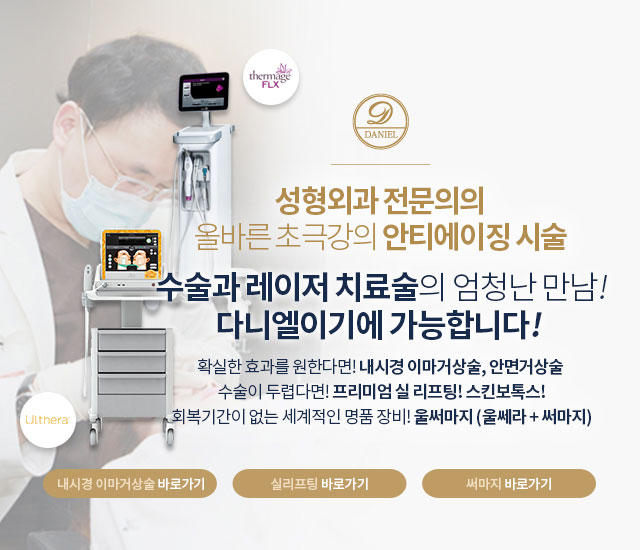 thermage
FLX
DANIEL
성형외과 전문의의
올바른 초극강의 안티에이징 시술
수술과 레이저 치료술의 엄청난 만남!
다니엘이기에 가능합니다!
확실한 효과를 원한다면! 내시경 이마거상술, 안면거상술
수술이 두렵다면! 프리미엄 실 리프팅! 스킨보톡스!
회복기간이 없는 세계적인 명품 장비! 울써마지 (울쎄라 + 써마지)
Ulthera
내시경 이마거상술 바로가기
실리프팅 바로가기
써마지 바로가기